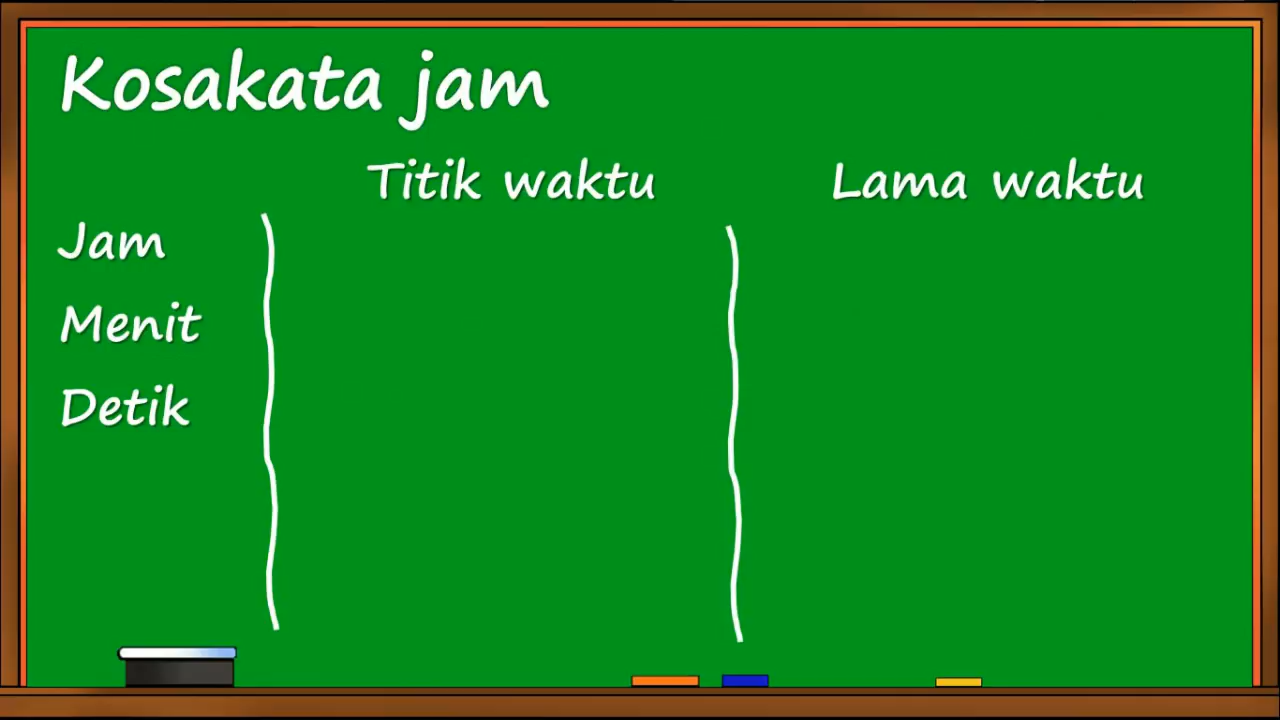 Kosakata jam
Titik waktu Lama waktu
Jam
Menit
Detik